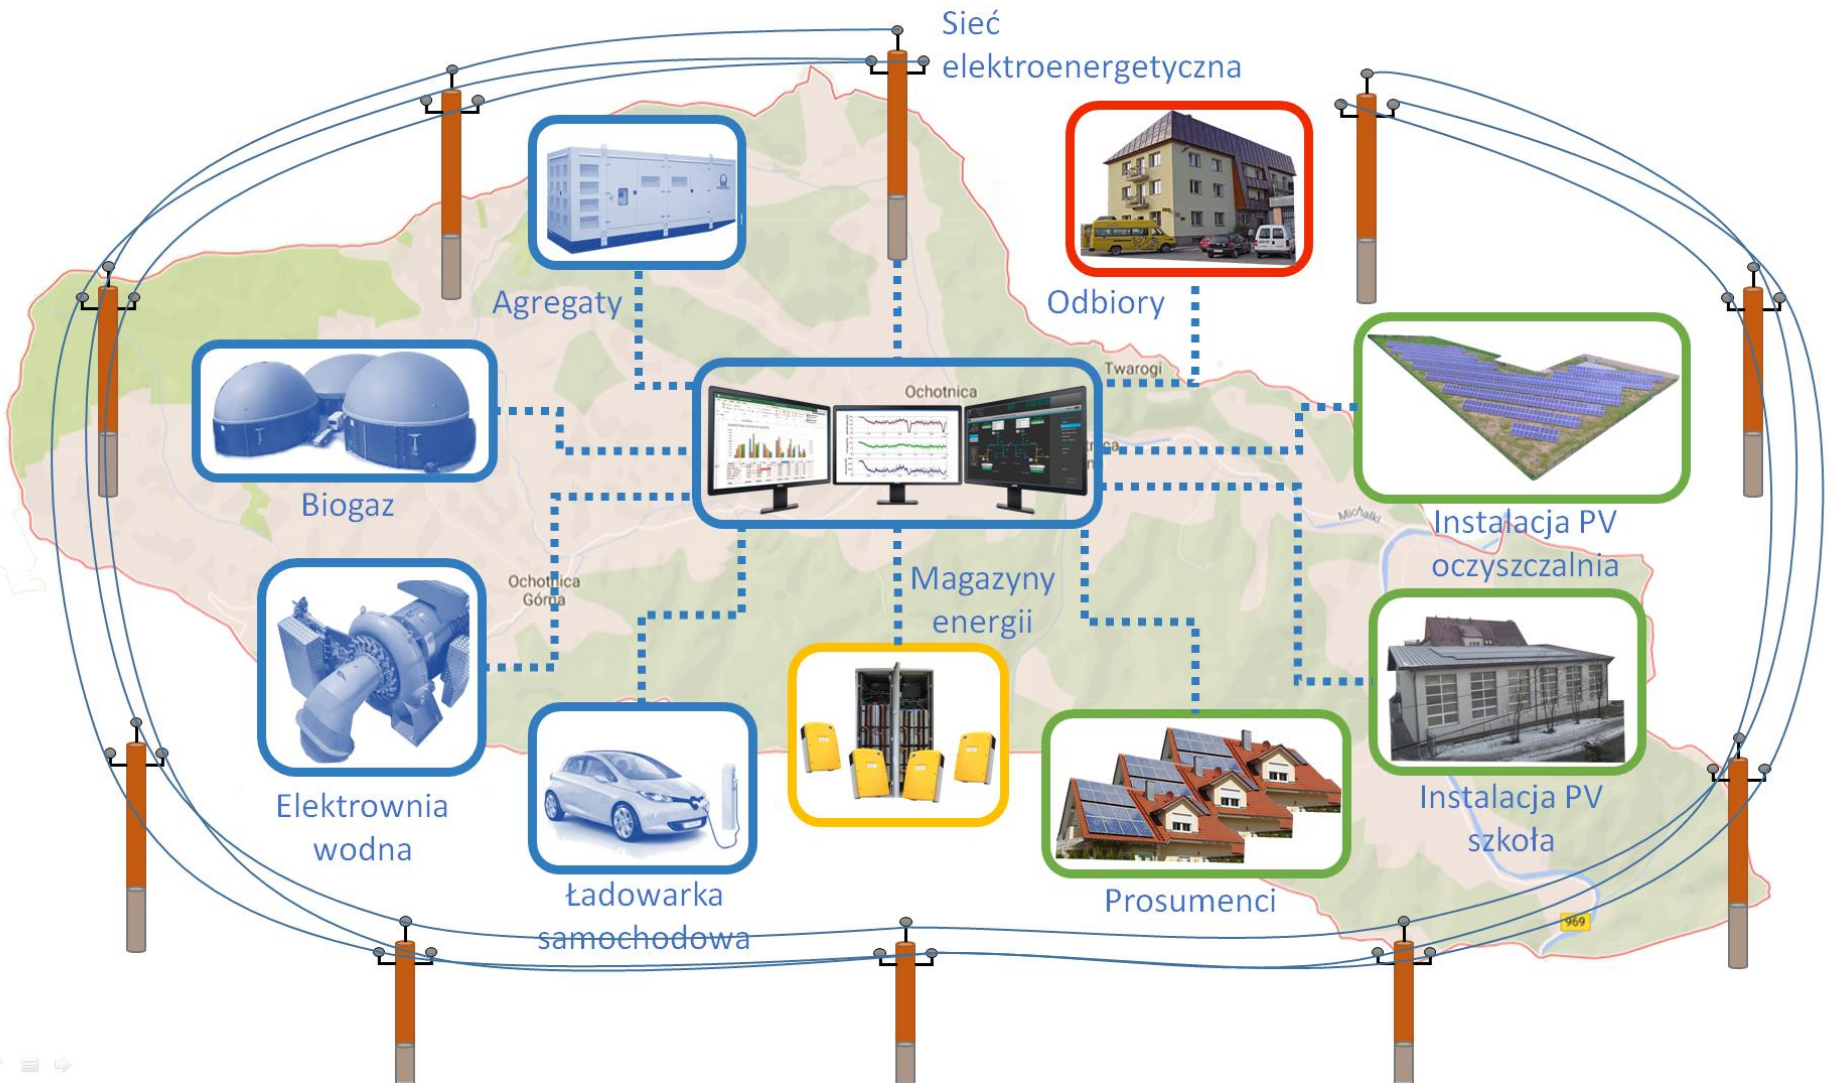 Sieć
elektroenergetyczna
Agregaty
Odbiory
Twarogi
Ochotnica
Biogaz
Michałki
Instalacja PV
oczyszczalnia
Ochotnica
Górna
Magazyny
energii
Elektrownia
wodna
Instalacja PV
szkoła
Ładowarka
samochodowa
Prosumenci
969